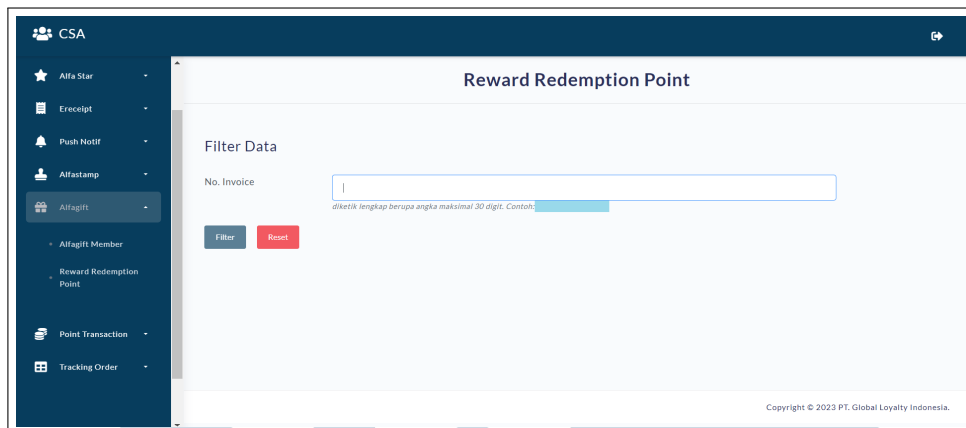 CSA
Alfa Star
Ereceipt
Push Notif
Alfastamp
Alfagift
Alfagift Member
Reward Redemption
Point
Point Transaction
Tracking Order
Reward Redemption Point
Filter Data
No. Invoice
diketik lengkap berupa angka maksimal 30 digit. Contoh:
Filter Reset
Copyright © 2023 PT. Global Loyalty Indonesia.